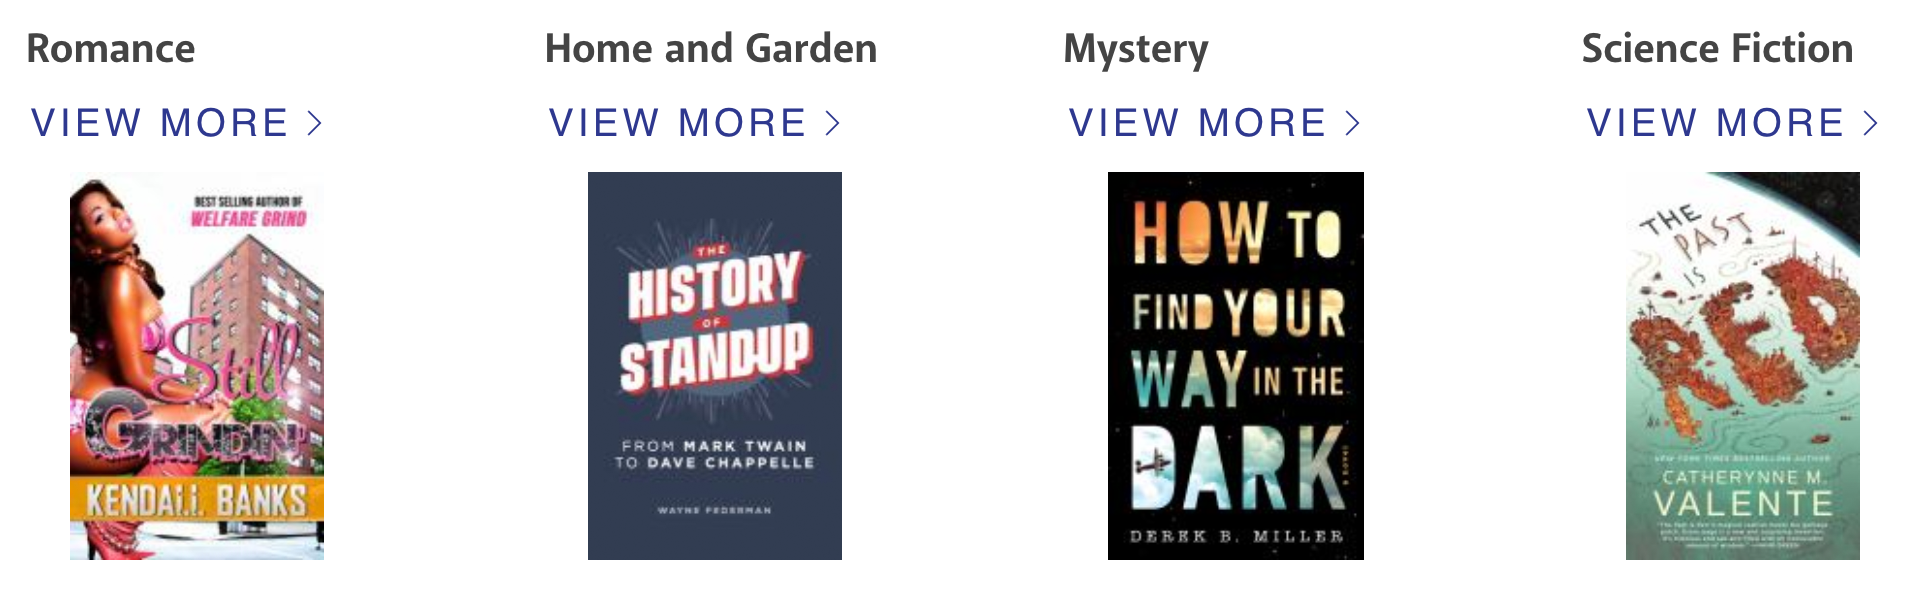 Romance
VIEW MORE >
BEST SELLING AUTHOR OF
WELFARE GRIND
Still
GRINDIN'
KENDALL BANKS
Home and Garden
VIEW MORE >
THE
HISTORY
OF
STANDUP
FROM MARK TWAIN
TO DAVE CHAPPELLE
WAYNE FEDERMAN
Mystery
VIEW MORE >
HOW TO
FIND YOUR
WAY IN THE
DARK
A NOVEL
DEREK B. MILLER
Science Fiction
VIEW MORE >
THE
PAST
IS
RED
NEW YORK TIMES BESTSELLING AUTHOR
CATHERYNNE M.
VALENTE